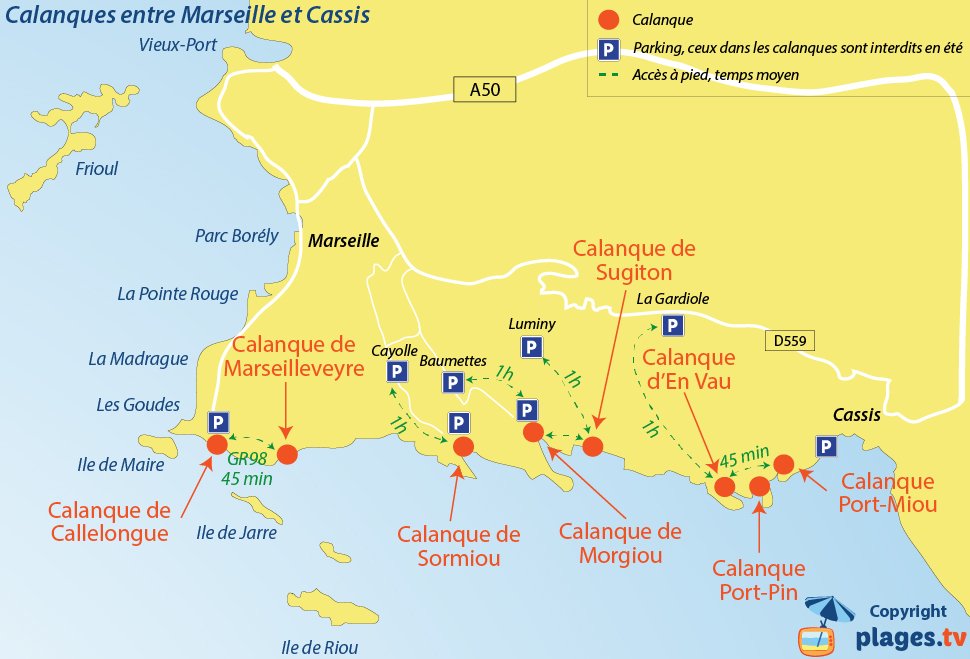 Calanques entre Marseille et Cassis
Calanque
Parking, ceux dans les calanques sont interdits en été
Accès à pied, temps moyen
Vieux-Port
A50
Frioul
Parc Borély
Marseille
Calanque de
Sugiton
La Pointe Rouge
La Gardiole
Luminy
D559
Calanque de
Marseilleveyre
La Madrague
Cayolle
Baumettes
Calanque
d'En Vau
P
P
P
P
1h
1h
Les Goudes
P
P
P
1h
1h
Cassis
P
Ile de Maire
GR98
45 min
45 min
Calanque
Port-Miou
Calanque de
Callelongue
Ile de Jarre
Calanque de
Sormiou
Calanque de
Morgiou
Calanque
Port-Pin
Ile de Riou
P
Copyright
plages.tv